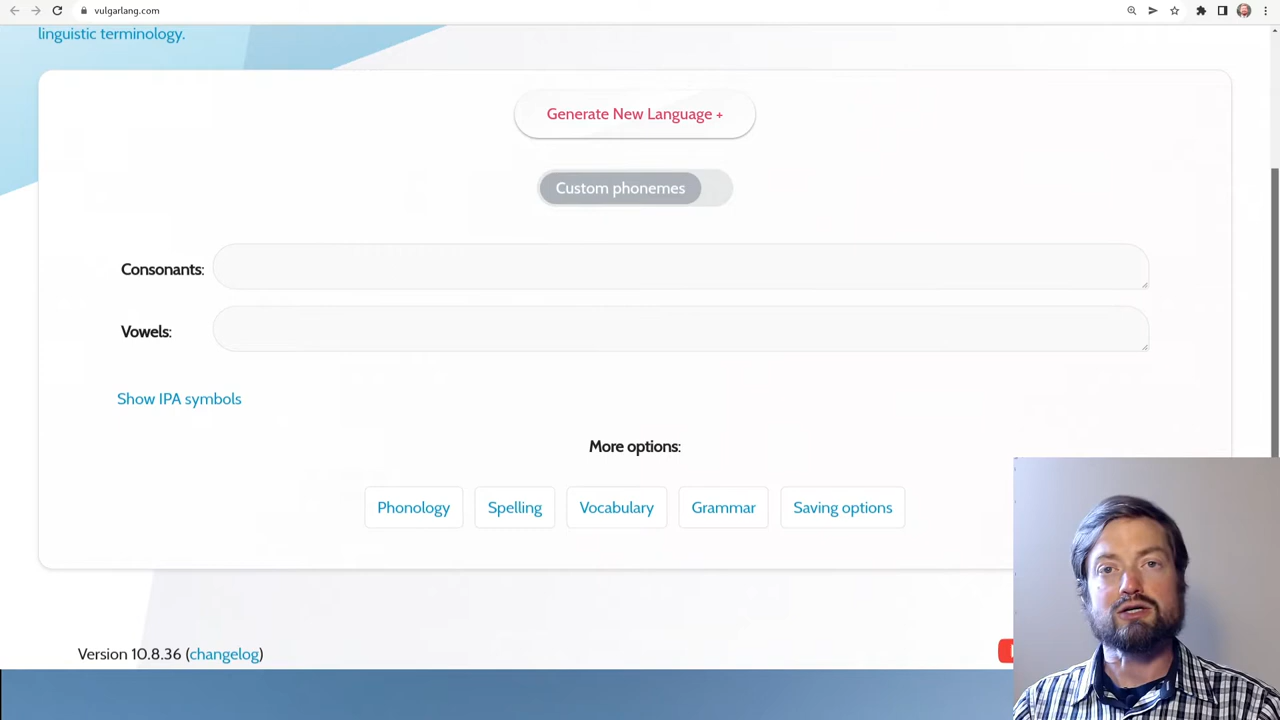 vulgarlang.com
linguistic terminology.
Generate New Language +
Custom phonemes
Consonants:
Vowels:
Show IPA symbols
More options:
Phonology
Spelling
Vocabulary
Grammar
Saving options
Version 10.8.36 (changelog)